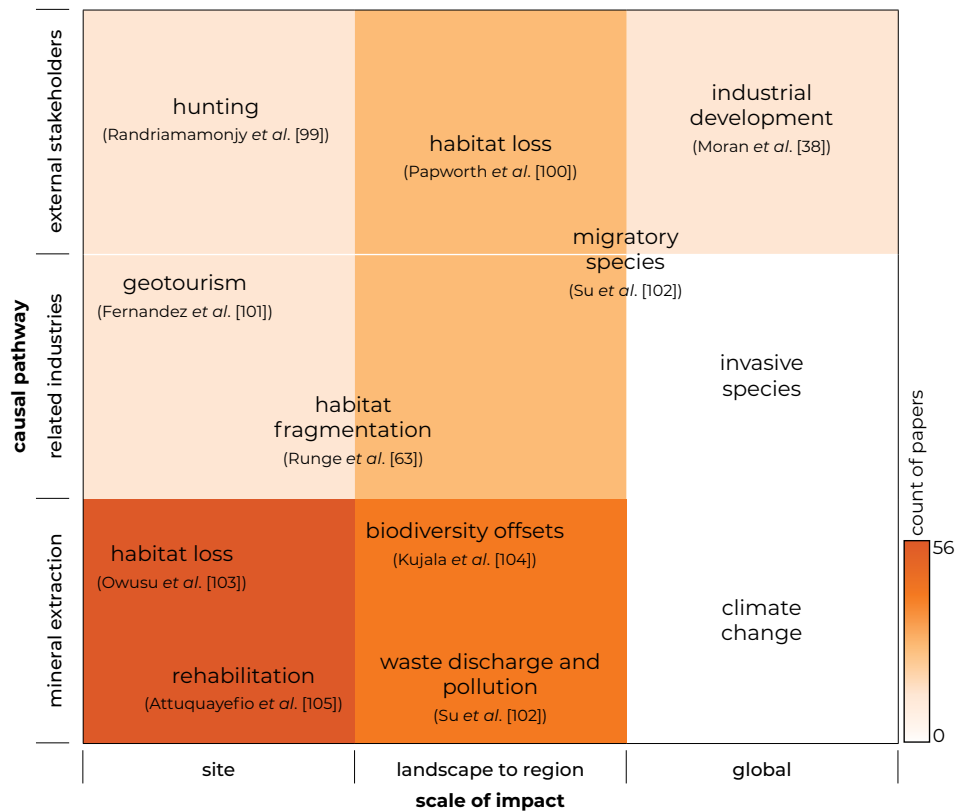 causal pathway
external stakeholders
related industries
mineral extraction
hunting
(Randriamamonjy et al. [99])
habitat loss
(Papworth et al. [100])
industrial
development
(Moran et al. [38])
migratory
species
(Su et al. [102])
geotourism
(Fernandez et al. [101])
habitat
fragmentation
(Runge et al. [63])
invasive
species
habitat loss
(Owusu et al. [103])
biodiversity offsets
(Kujala et al. [104])
rehabilitation
(Attuquayefio et al. [105])
waste discharge and
pollution
(Su et al. [102])
climate
change
count of papers
56
0
site
landscape to region
global
scale of impact